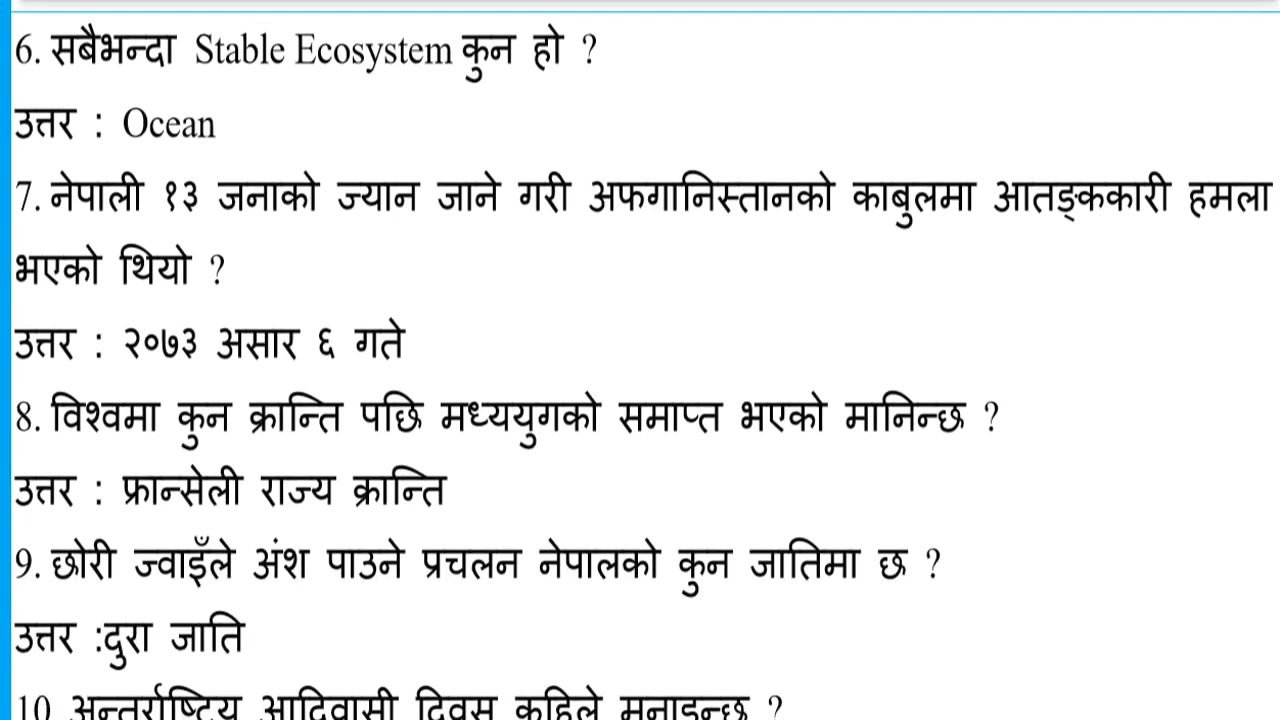 6. सबैभन्दा Stable Ecosystem कुन हो ?
उत्तर : Ocean
7. नेपाली १३ जनाको ज्यान जाने गरी अफगानिस्तानको काबुलमा आतङ्ककारी हमला
भएको थियो ?
उत्तर : २०७३ असार ६ गते
8. विश्वमा कुन क्रान्ति पछि मध्ययुगको समाप्त भएको मानिन्छ ?
उत्तर : फ्रान्सेली राज्य क्रान्ति
9. छोरी ज्वाइँले अंश पाउने प्रचलन नेपालको कुन जातिमा छ ?
उत्तर :दुरा जाति
10 अन्तर्राष्ट्रिय आदिवासी दिवस कहिले मनाइन्छ ?